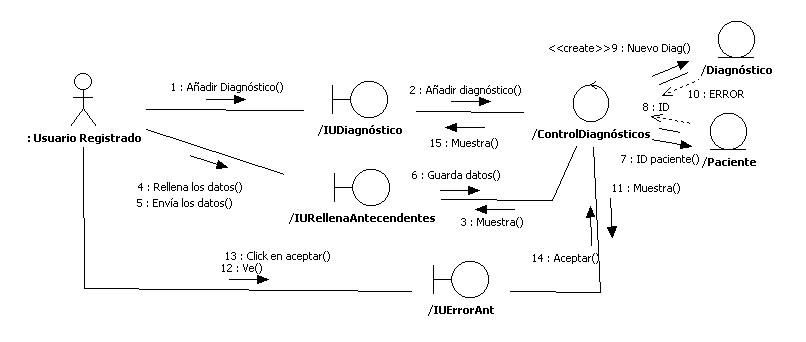 <<create>>9 : Nuevo Diag()
/Diagnóstico
1 : Añadir Diagnóstico()
2 : Añadir diagnóstico()
10 : ERROR
8 : ID
: Usuario Registrado
/IUDiagnóstico
/ControlDiagnósticos
15 : Muestra()
7 : ID paciente()
/Paciente
4 : Rellena los datos()
5 : Envía los datos()
6 : Guarda datos()
11 : Muestra()
/IURellenaAntecendentes
3 : Muestra()
13 : Click en aceptar()
12 : Ve()
14 : Aceptar()
/IUErrorAnt